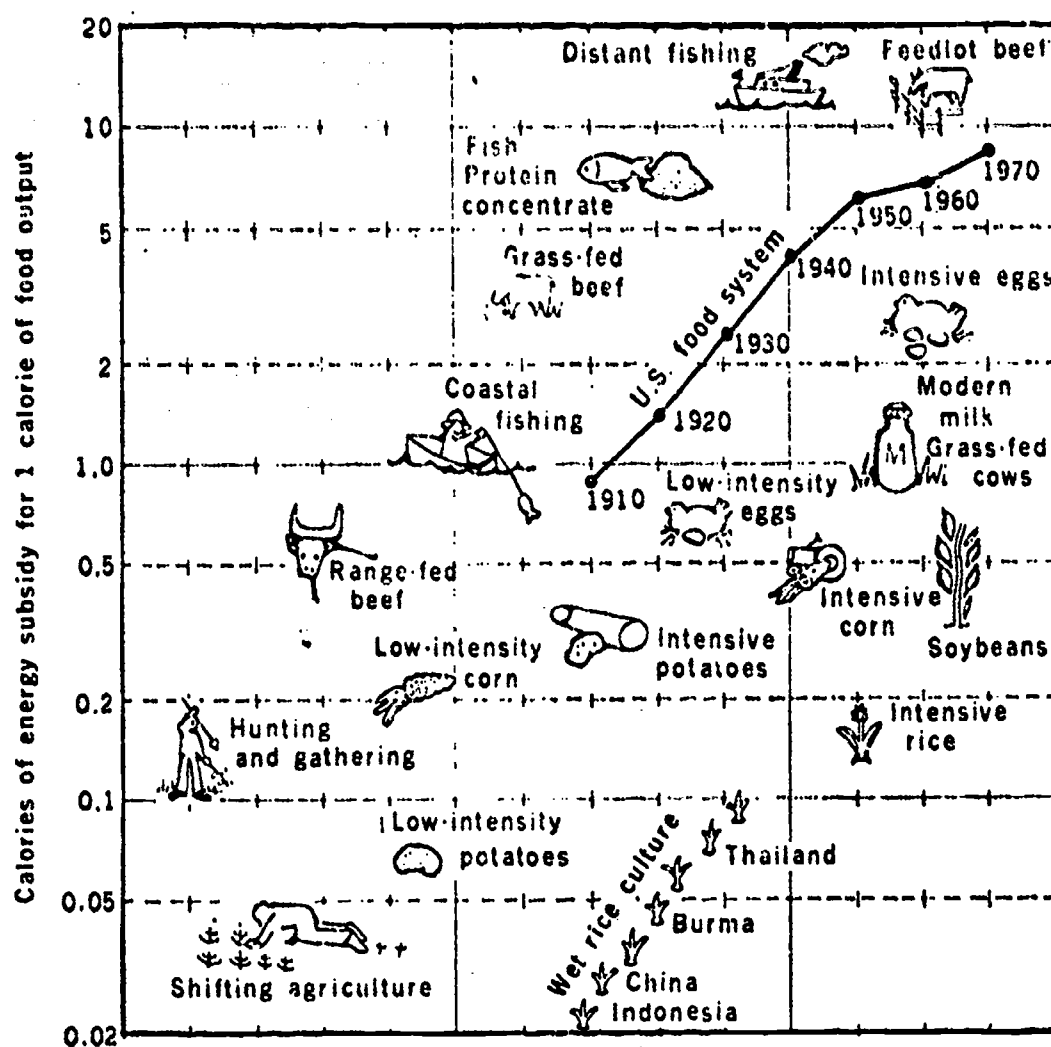 Calories of energy subsidy for 1 calorie of food output
20
10
5
2
1.0
0.5
0.2
0.1
0.05
0.02
Distant fishing
Feedlot beef
Fish
Protein
concentrate
Grass-fed
beef
U.S. food system
1910
1920
1930
1940
1950
1960
1970
Intensive eggs
Coastal
fishing
Modern
milk
M
Grass-fed
cows
Low-intensity
eggs
Range-fed
beef
Intensive
corn
Soybeans
Low-intensity
corn
Intensive
potatoes
Hunting
and gathering
Intensive
rice
Low-intensity
potatoes
Wet rice culture
Thailand
Burma
China
Indonesia
Shifting agriculture